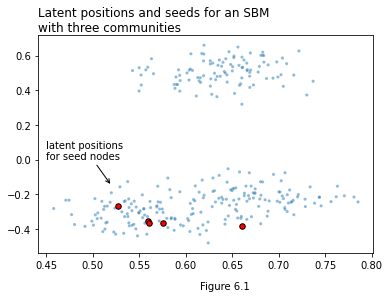 Latent positions and seeds for an SBM
with three communities
0.6
0.4
0.2
0.0
−0.2
−0.4
latent positions
for seed nodes
0.45 0.50 0.55 0.60 0.65 0.70 0.75 0.80
Figure 6.1